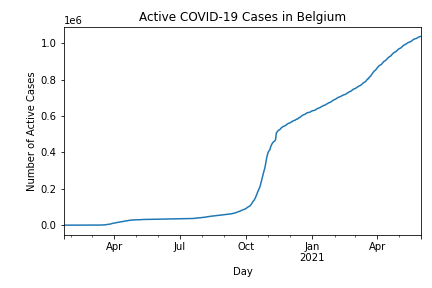 Active COVID-19 Cases in Belgium
1e6
1.0
0.8
0.6
0.4
0.2
0.0
Number of Active Cases
Apr Jul Oct Jan Apr
2021
Day